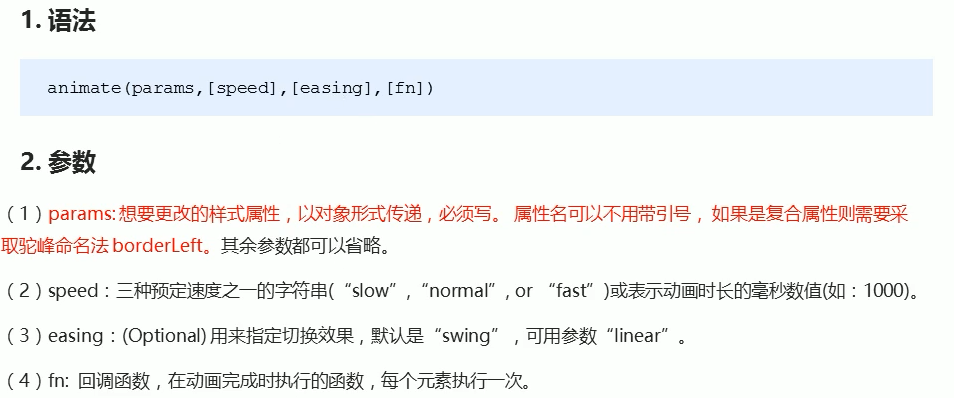 1. 语法
animate(params,[speed],[easing],[fn])
2. 参数
（1）params: 想要更改的样式属性，以对象形式传递，必须写。 属性名可以不用带引号， 如果是复合属性则需要采
取驼峰命名法 borderLeft。其余参数都可以省略。
（2）speed：三种预定速度之一的字符串(“slow”,“normal”, or “fast”)或表示动画时长的毫秒数值(如：1000)。
（3）easing：(Optional) 用来指定切换效果，默认是“swing”，可用参数“linear”。
（4）fn: 回调函数，在动画完成时执行的函数，每个元素执行一次。